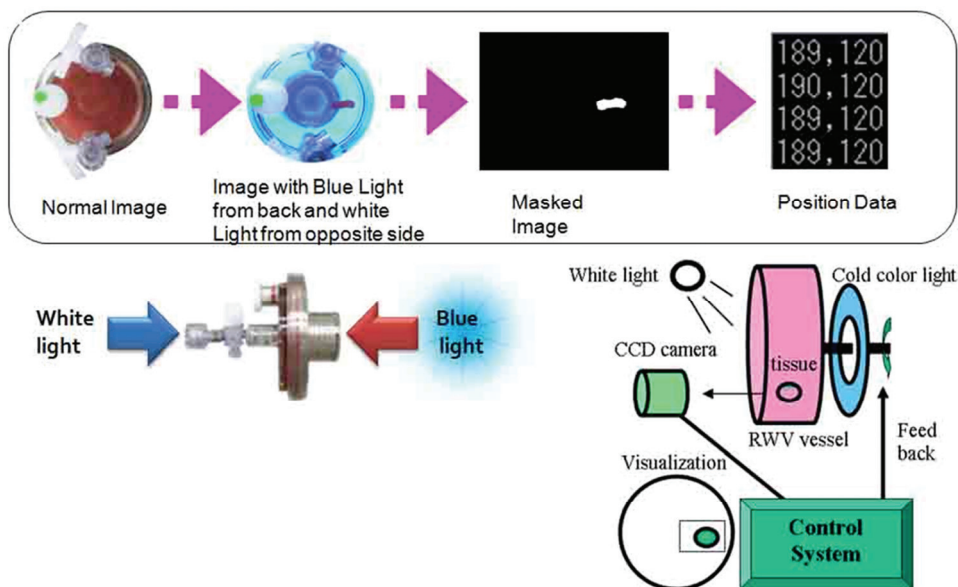 189,120
190,120
189,120
189,120
Normal Image
Image with Blue Light
from back and white
Light from opposite side
Masked
Image
Position Data
White
light
Blue
light
White light
Cold color light
CCD camera
tissue
RWV vessel
Feed
back
Visualization
Control
System